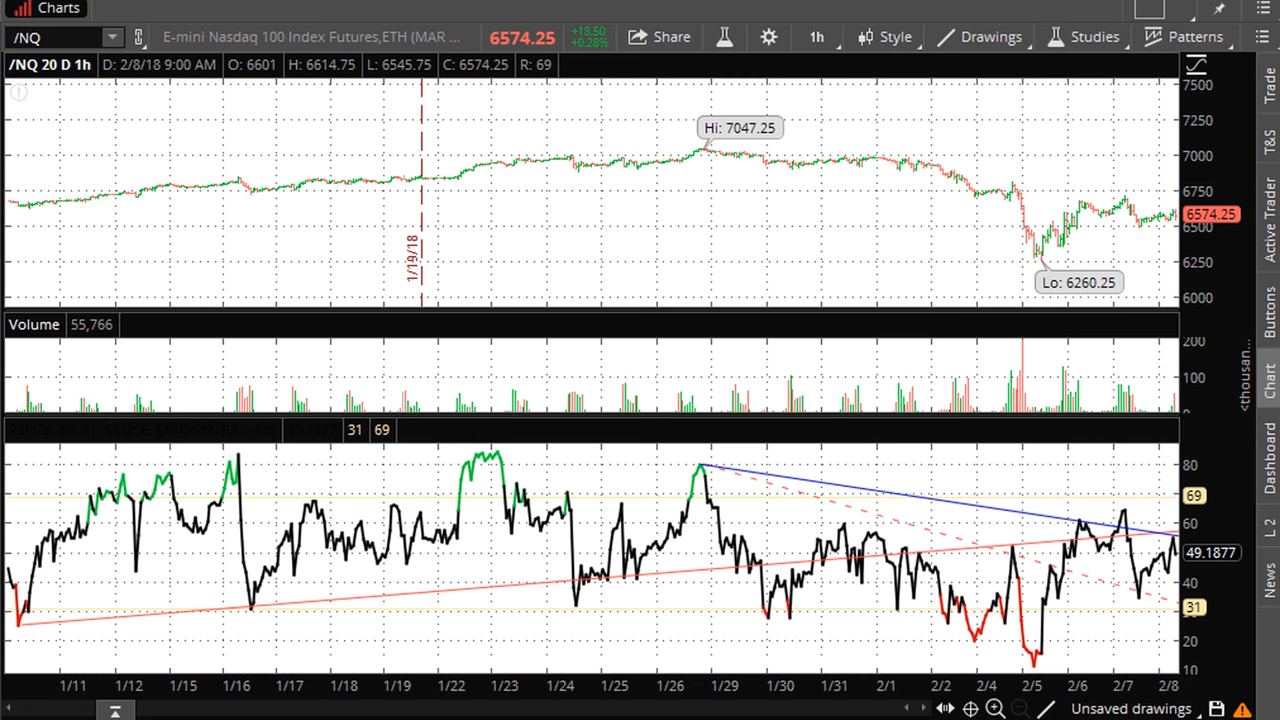 Charts
/NQ E-mini Nasdaq 100 Index Futures,ETH (MAR ... 6574.25 +18.50 +0.28% Share 1h Style Drawings Studies Patterns
/NQ 20 D 1h D: 2/8/18 9:00 AM O: 6601 H: 6614.75 L: 6545.75 C: 6574.25 R: 69
7500
7250
Hi: 7047.25
7000
6750
6574.25
6500
1/19/18
6250
Lo: 6260.25
6000
Volume 55,766
200
100
<thousan...
31 69
80
69
60
49.1877
40
31
20
10
1/11 1/12 1/15 1/16 1/17 1/18 1/19 1/22 1/23 1/24 1/25 1/26 1/29 1/30 1/31 2/1 2/2 2/4 2/5 2/6 2/7 2/8
Unsaved drawings
Trade
T&S
Active Trader
Buttons
Chart
Dashboard
L2
News